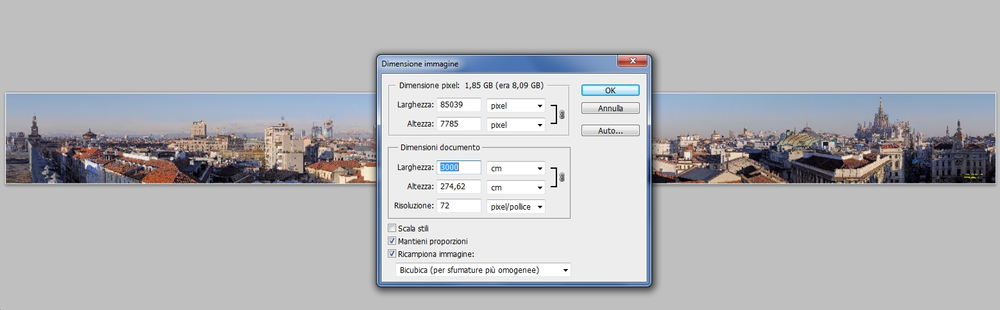 Dimensione immagine
Dimensione pixel: 1,85 GB (era 8,09 GB)
Larghezza: 85039 pixel
Altezza: 7785 pixel
OK
Annulla
Auto...
Dimensioni documento
Larghezza: 3000 cm
Altezza: 274,62 cm
Risoluzione: 72 pixel/pollice
Scala stili
Mantieni proporzioni
Ricampiona immagine:
Bicubica (per sfumature più omogenee)